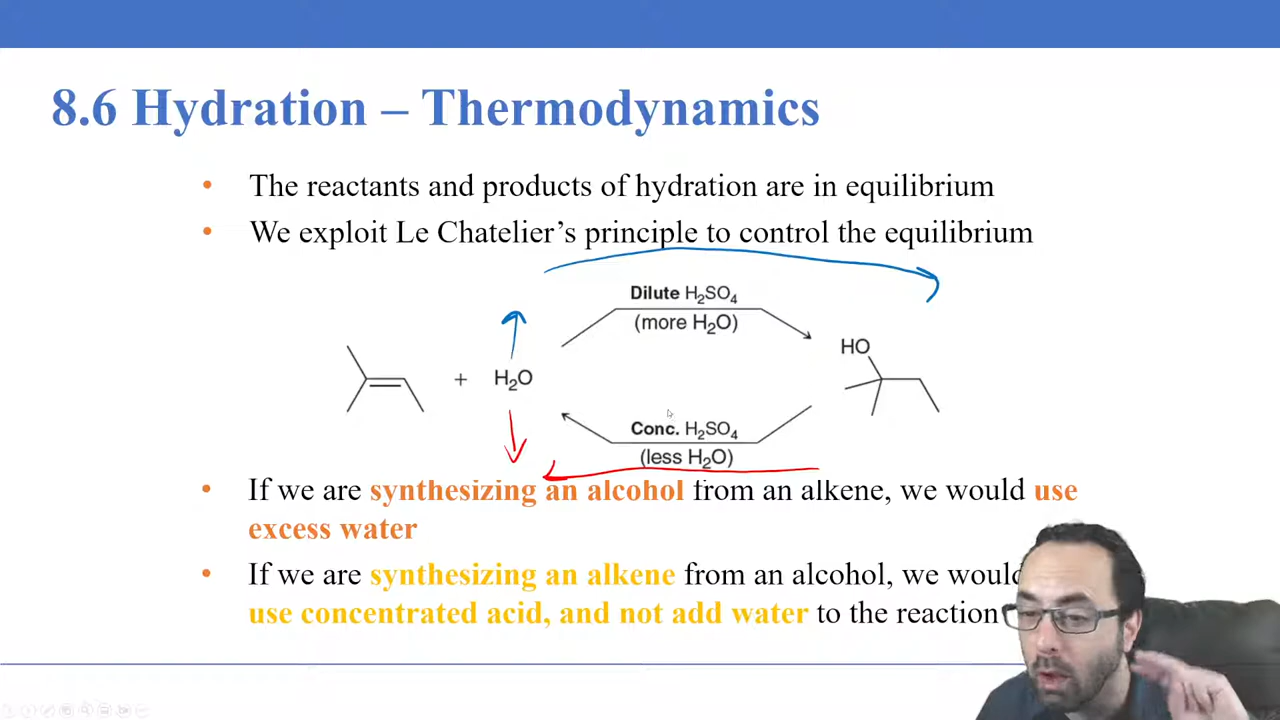 8.6 Hydration – Thermodynamics
• The reactants and products of hydration are in equilibrium
• We exploit Le Chatelier’s principle to control the equilibrium
Dilute H₂SO₄
(more H₂O)
HO
+ H₂O
Conc. H₂SO₄
(less H₂O)
• If we are synthesizing an alcohol from an alkene, we would use
excess water
• If we are synthesizing an alkene from an alcohol, we would
use concentrated acid, and not add water to the reaction